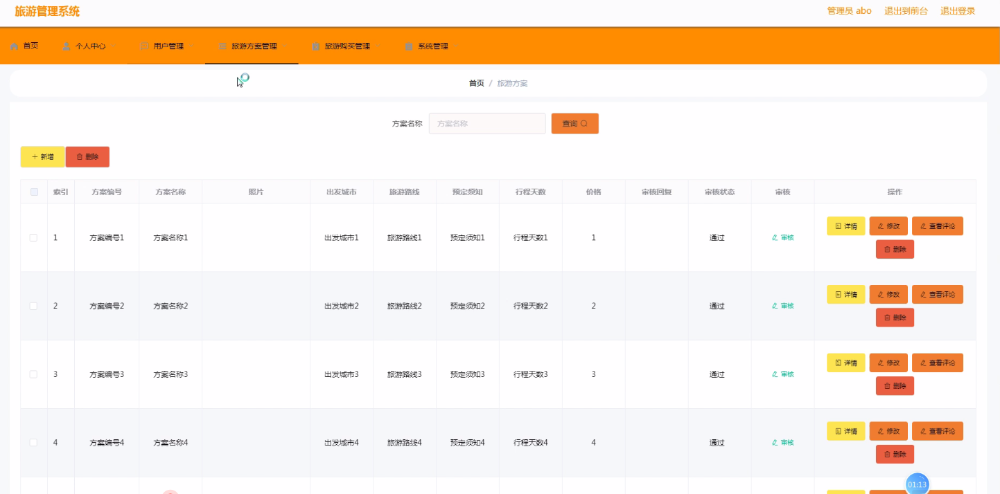 旅游管理系统
管理员 abo 退出到前台 退出登录
首页 个人中心 用户管理 旅游方案管理 旅游购买管理 系统管理
首页 / 旅游方案
方案名称 方案名称 查询
新增 删除
索引 方案编号 方案名称 照片 出发城市 旅游路线 预定须知 行程天数 价格 审核回复 审核状态 审核 操作
1 方案编号1 方案名称1 出发城市1 旅游路线1 预定须知1 行程天数1 1 通过 审核 详情 修改 查看评论
删除
2 方案编号2 方案名称2 出发城市2 旅游路线2 预定须知2 行程天数2 2 通过 审核 详情 修改 查看评论
删除
3 方案编号3 方案名称3 出发城市3 旅游路线3 预定须知3 行程天数3 3 通过 审核 详情 修改 查看评论
删除
4 方案编号4 方案名称4 出发城市4 旅游路线4 预定须知4 行程天数4 4 通过 审核 详情 修改 查看评论
删除
01:13